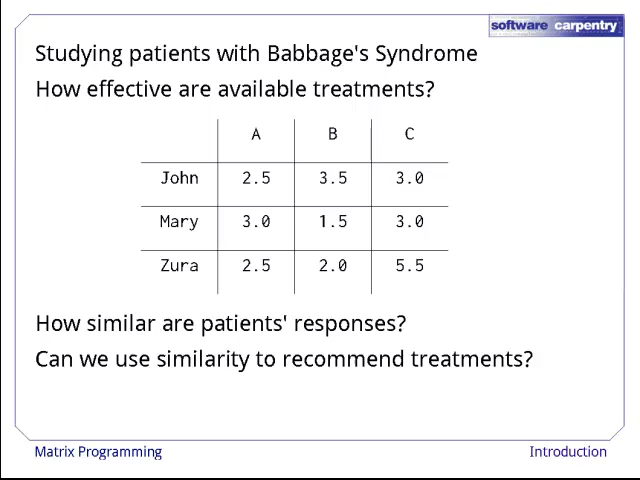 software carpentry
Studying patients with Babbage's Syndrome
How effective are available treatments?
A B C
John 2.5 3.5 3.0
Mary 3.0 1.5 3.0
Zura 2.5 2.0 5.5
How similar are patients' responses?
Can we use similarity to recommend treatments?
Matrix Programming Introduction